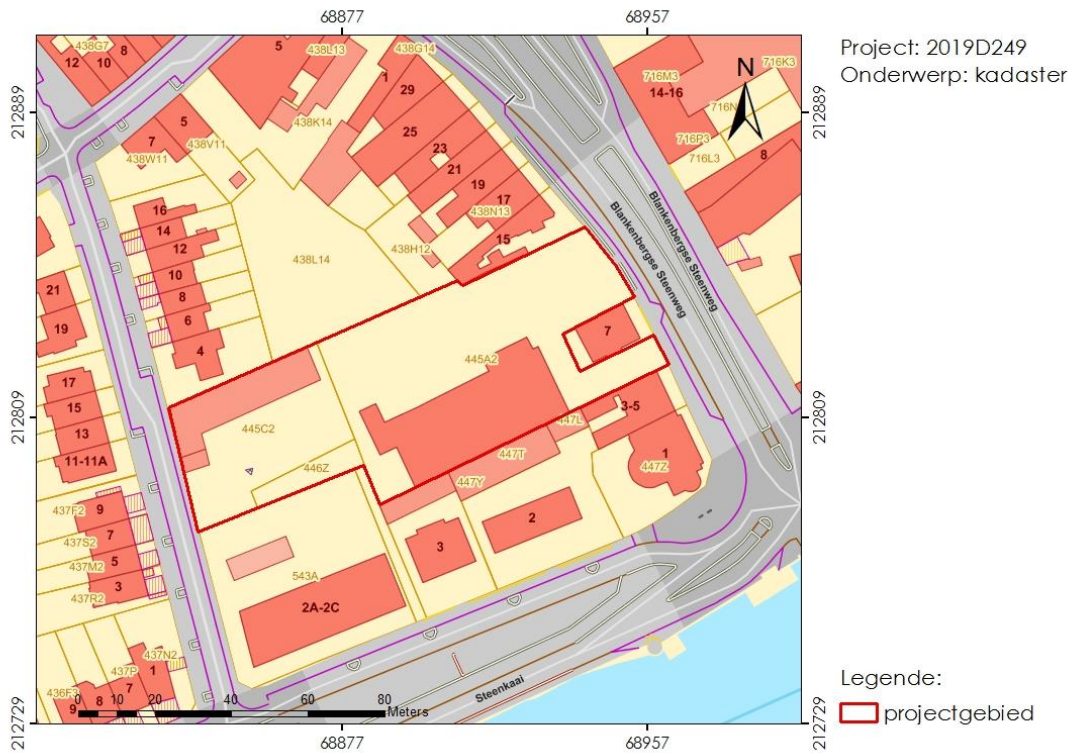 68877
68957
Project: 2019D249
Onderwerp: kadaster
N
212889
212889
212809
212809
212729
212729
438G7
12
10
8
5
438L13
438G14
1
29
438K14
25
23
21
19
17
438N13
15
5
7
438V11
438W11
16
14
12
10
8
6
4
438L14
438H12
716K3
716M3
14-16
716P3
716L3
8
Blankenbergse Steenweg
Blankenbergse Steenweg
21
19
17
15
13
11-11A
7
445A2
3-5
447L
445C2
446Z
447T
447Y
1
447Z
2
3
437F2
9
437S2
7
437M2
5
3
437R2
543A
2A-2C
437N2
437P
1
436F3
9
8
7
Steenkaai
0 10 20 40 60 80
Meters
68877
68957
Legende:
projectgebied